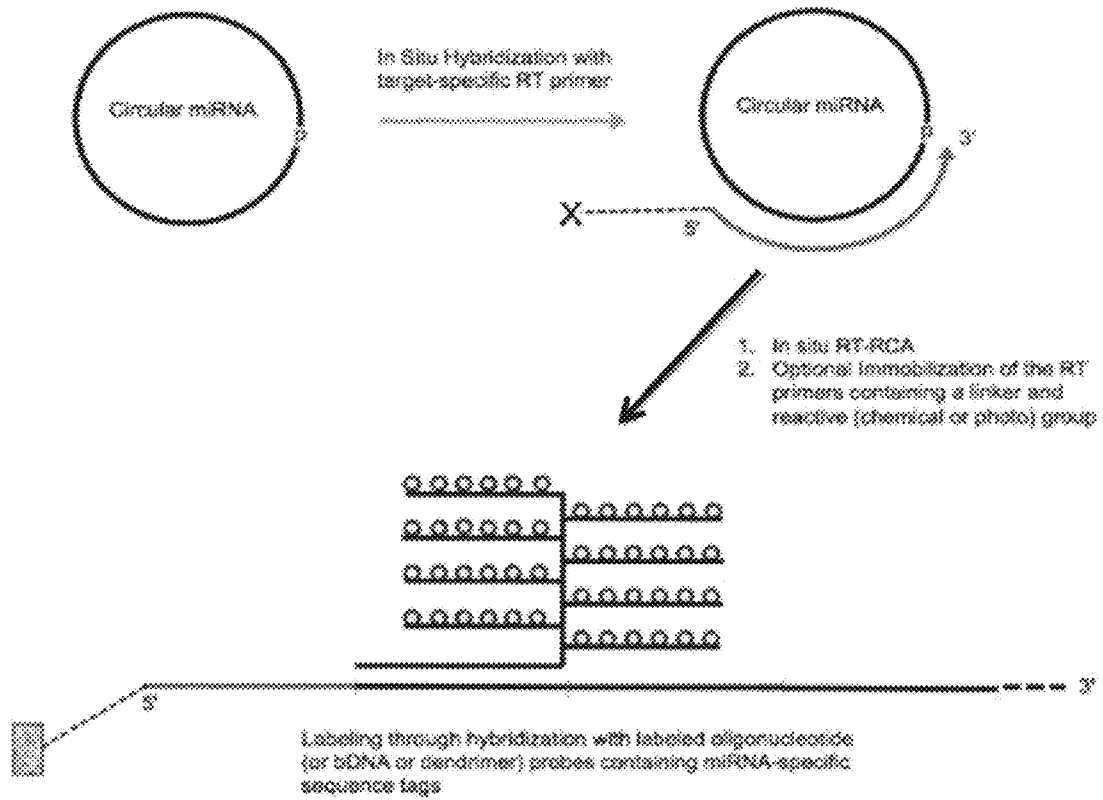 Circular miRNA
P
In Situ Hybridization with
target-specific RT primer
Circular miRNA
P
3'
X
5'
1. In situ RT-RCA
2. Optional Immobilization of the RT
primers containing a linker and
reactive (chemical or photo) group
5'
3'
Labeling through hybridization with labeled oligonucleotide
(or bDNA or dendrimer) probes containing miRNA-specific
sequence tags